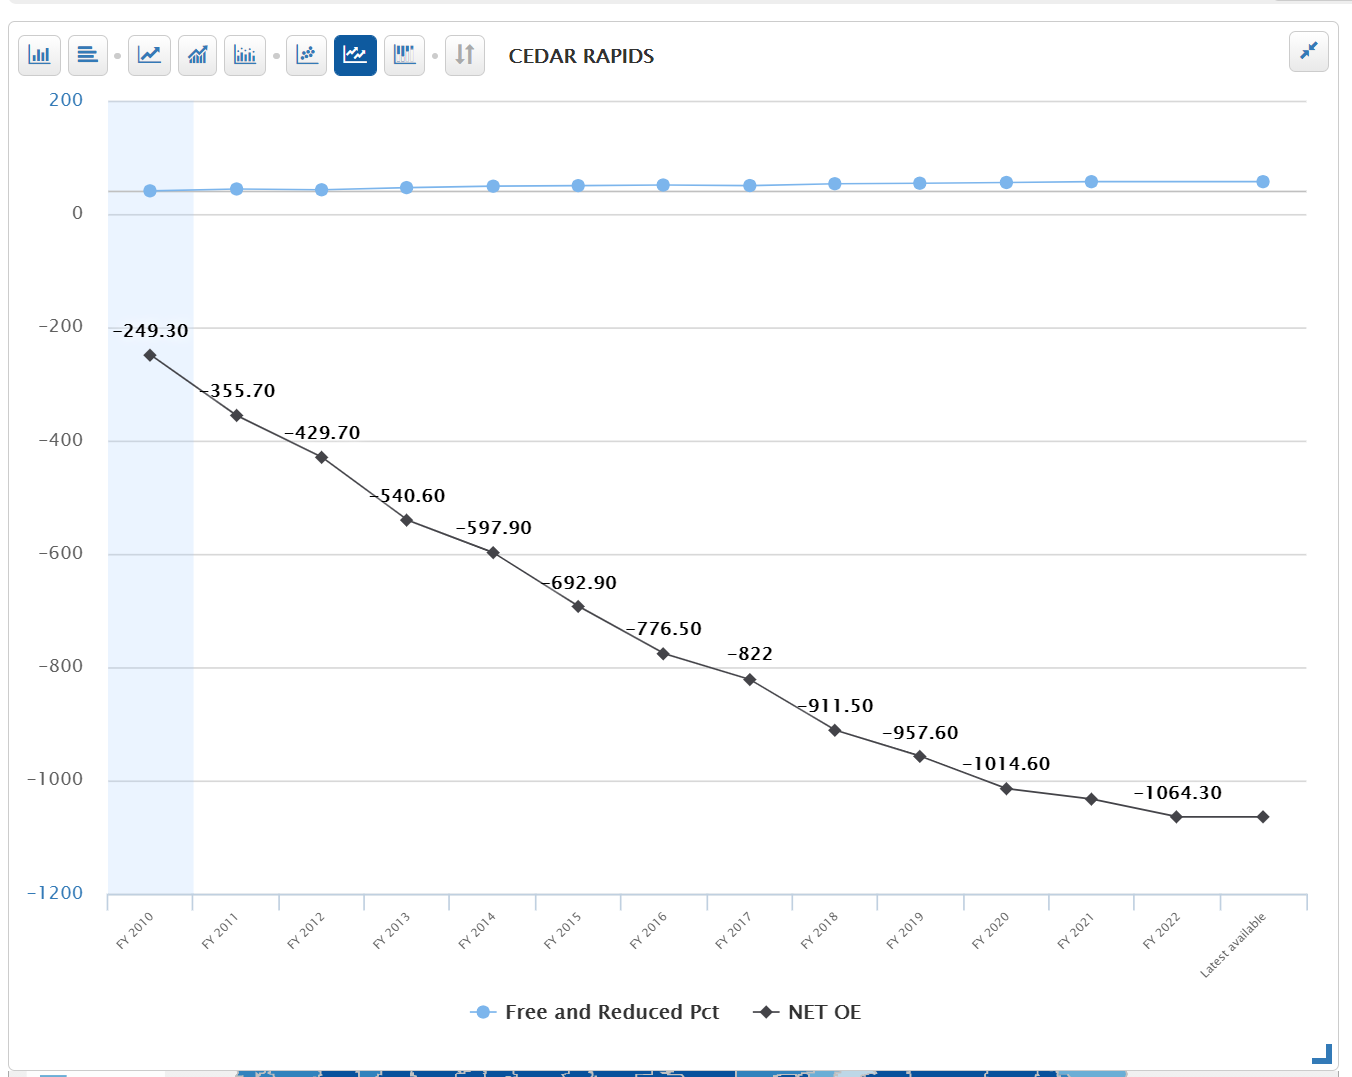 CEDAR RAPIDS
200
0
-200
-400
-600
-800
-1000
-1200
-249.30
-355.70
-429.70
-540.60
-597.90
-692.90
-776.50
-822
-911.50
-957.60
-1014.60
-1064.30
FY 2010
FY 2011
FY 2012
FY 2013
FY 2014
FY 2015
FY 2016
FY 2017
FY 2018
FY 2019
FY 2020
FY 2021
FY 2022
Latest available
Free and Reduced Pct
NET OE